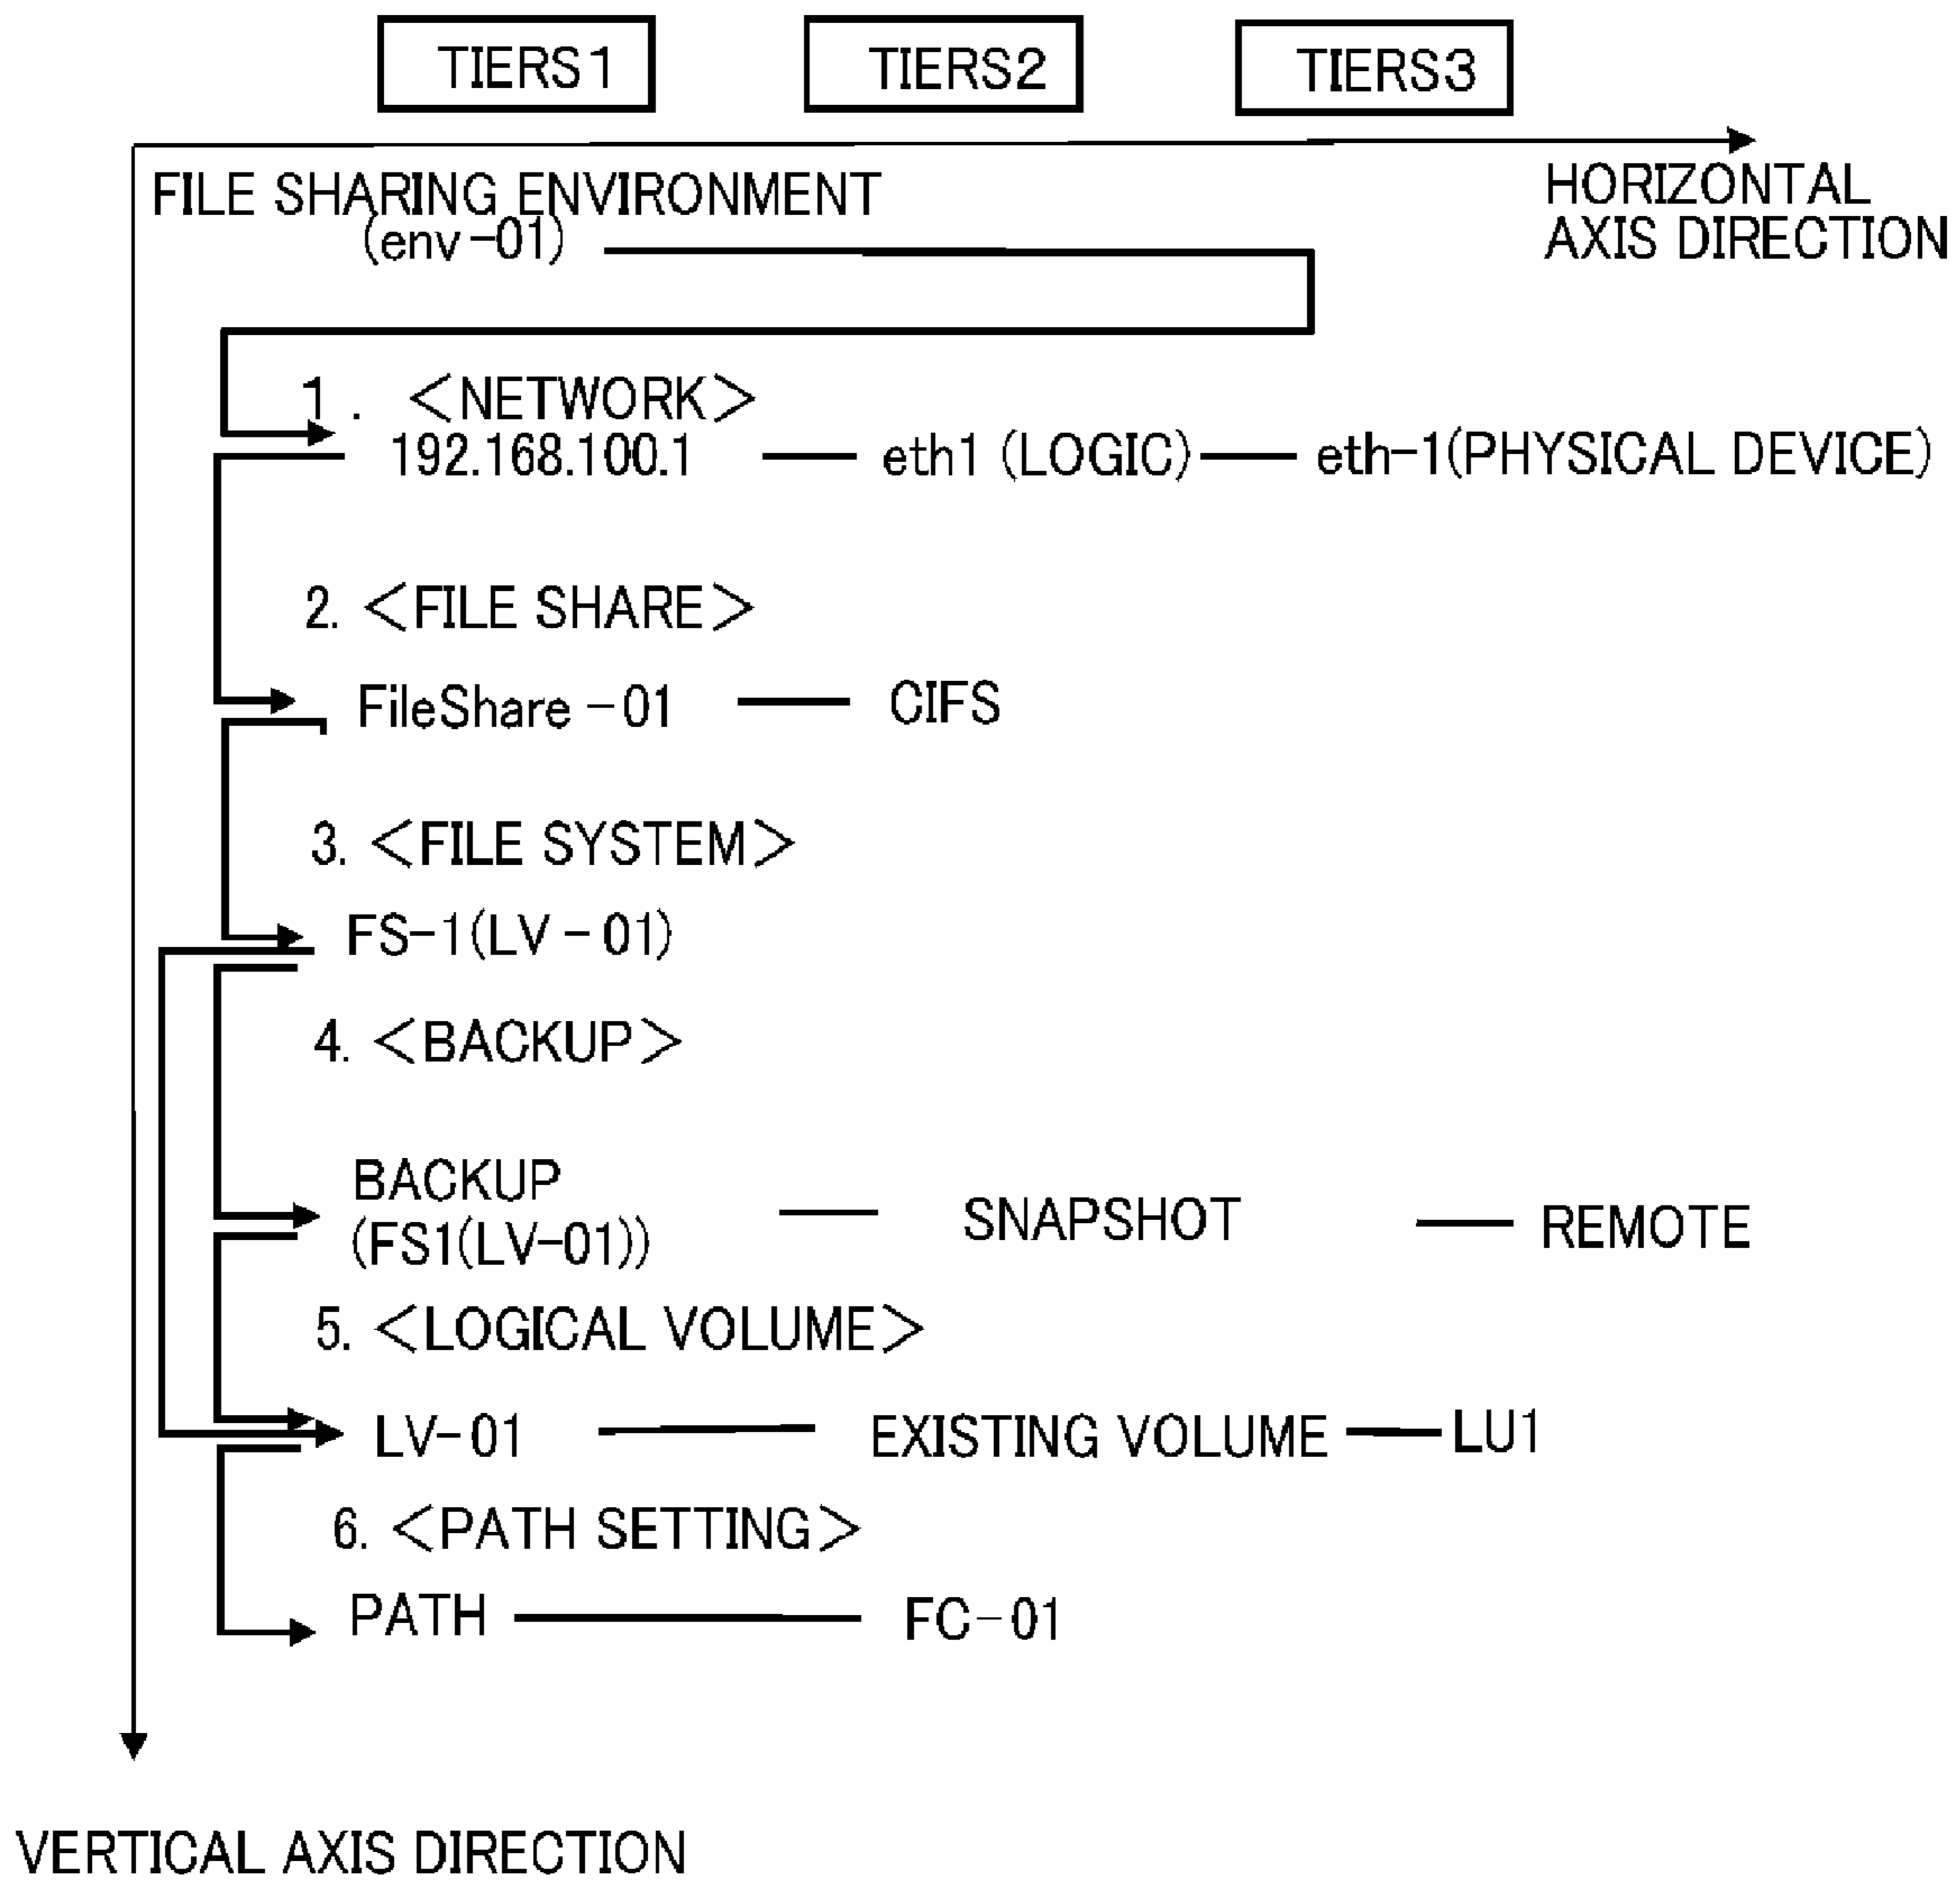 TIERS1 TIERS2 TIERS3
HORIZONTAL
AXIS DIRECTION
FILE SHARING ENVIRONMENT
(env-01)
1. <NETWORK>
192.168.100.1 eth1 (LOGIC) eth-1(PHYSICAL DEVICE)
2. <FILE SHARE>
FileShare-01 CIFS
3. <FILE SYSTEM>
FS-1(LV-01)
4. <BACKUP>
BACKUP
(FS1(LV-01)) SNAPSHOT REMOTE
5. <LOGICAL VOLUME>
LV-01 EXISTING VOLUME LU1
6. <PATH SETTING>
PATH FC-01
VERTICAL AXIS DIRECTION